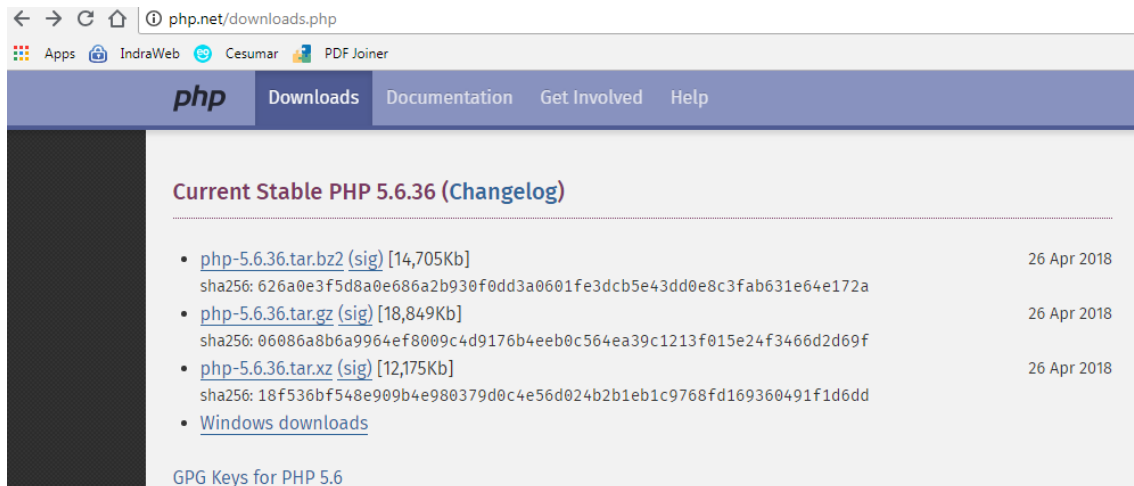 php.net/downloads.php
Apps IndraWeb Cesumar PDF Joiner
php Downloads Documentation Get Involved Help
Current Stable PHP 5.6.36 (Changelog)
php-5.6.36.tar.bz2 (sig) [14,705Kb] 26 Apr 2018
sha256: 626a0e3f5d8a0e686a2b930f0dd3a0601fe3dcb5e43dd0e8c3fab631e64e172a
php-5.6.36.tar.gz (sig) [18,849Kb] 26 Apr 2018
sha256: 06086a8b6a9964ef8009c4d9176b4eeb0c564ea39c1213f015e24f3466d2d69f
php-5.6.36.tar.xz (sig) [12,175Kb] 26 Apr 2018
sha256: 18f536bf548e909b4e980379d0c4e56d024b2b1eb1c9768fd169360491f1d6dd
Windows downloads
GPG Keys for PHP 5.6